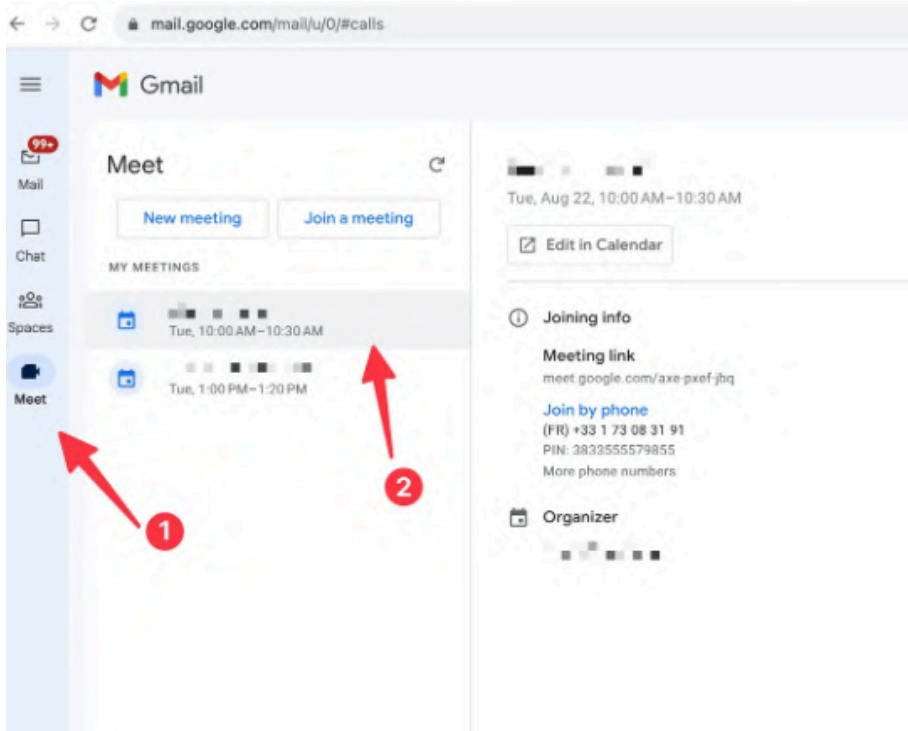 mail.google.com/mail/u/0/#calls
Gmail
99+
Mail
Chat
Spaces
Meet
Meet
New meeting
Join a meeting
MY MEETINGS
Tue, 10:00 AM–10:30 AM
Tue, 1:00 PM–1:20 PM
1
2
Tue, Aug 22, 10:00 AM–10:30 AM
Edit in Calendar
Joining info
Meeting link
meet.google.com/axe-pxef-jbq
Join by phone
(FR) +33 1 73 08 31 91
PIN: 3833555579855
More phone numbers
Organizer